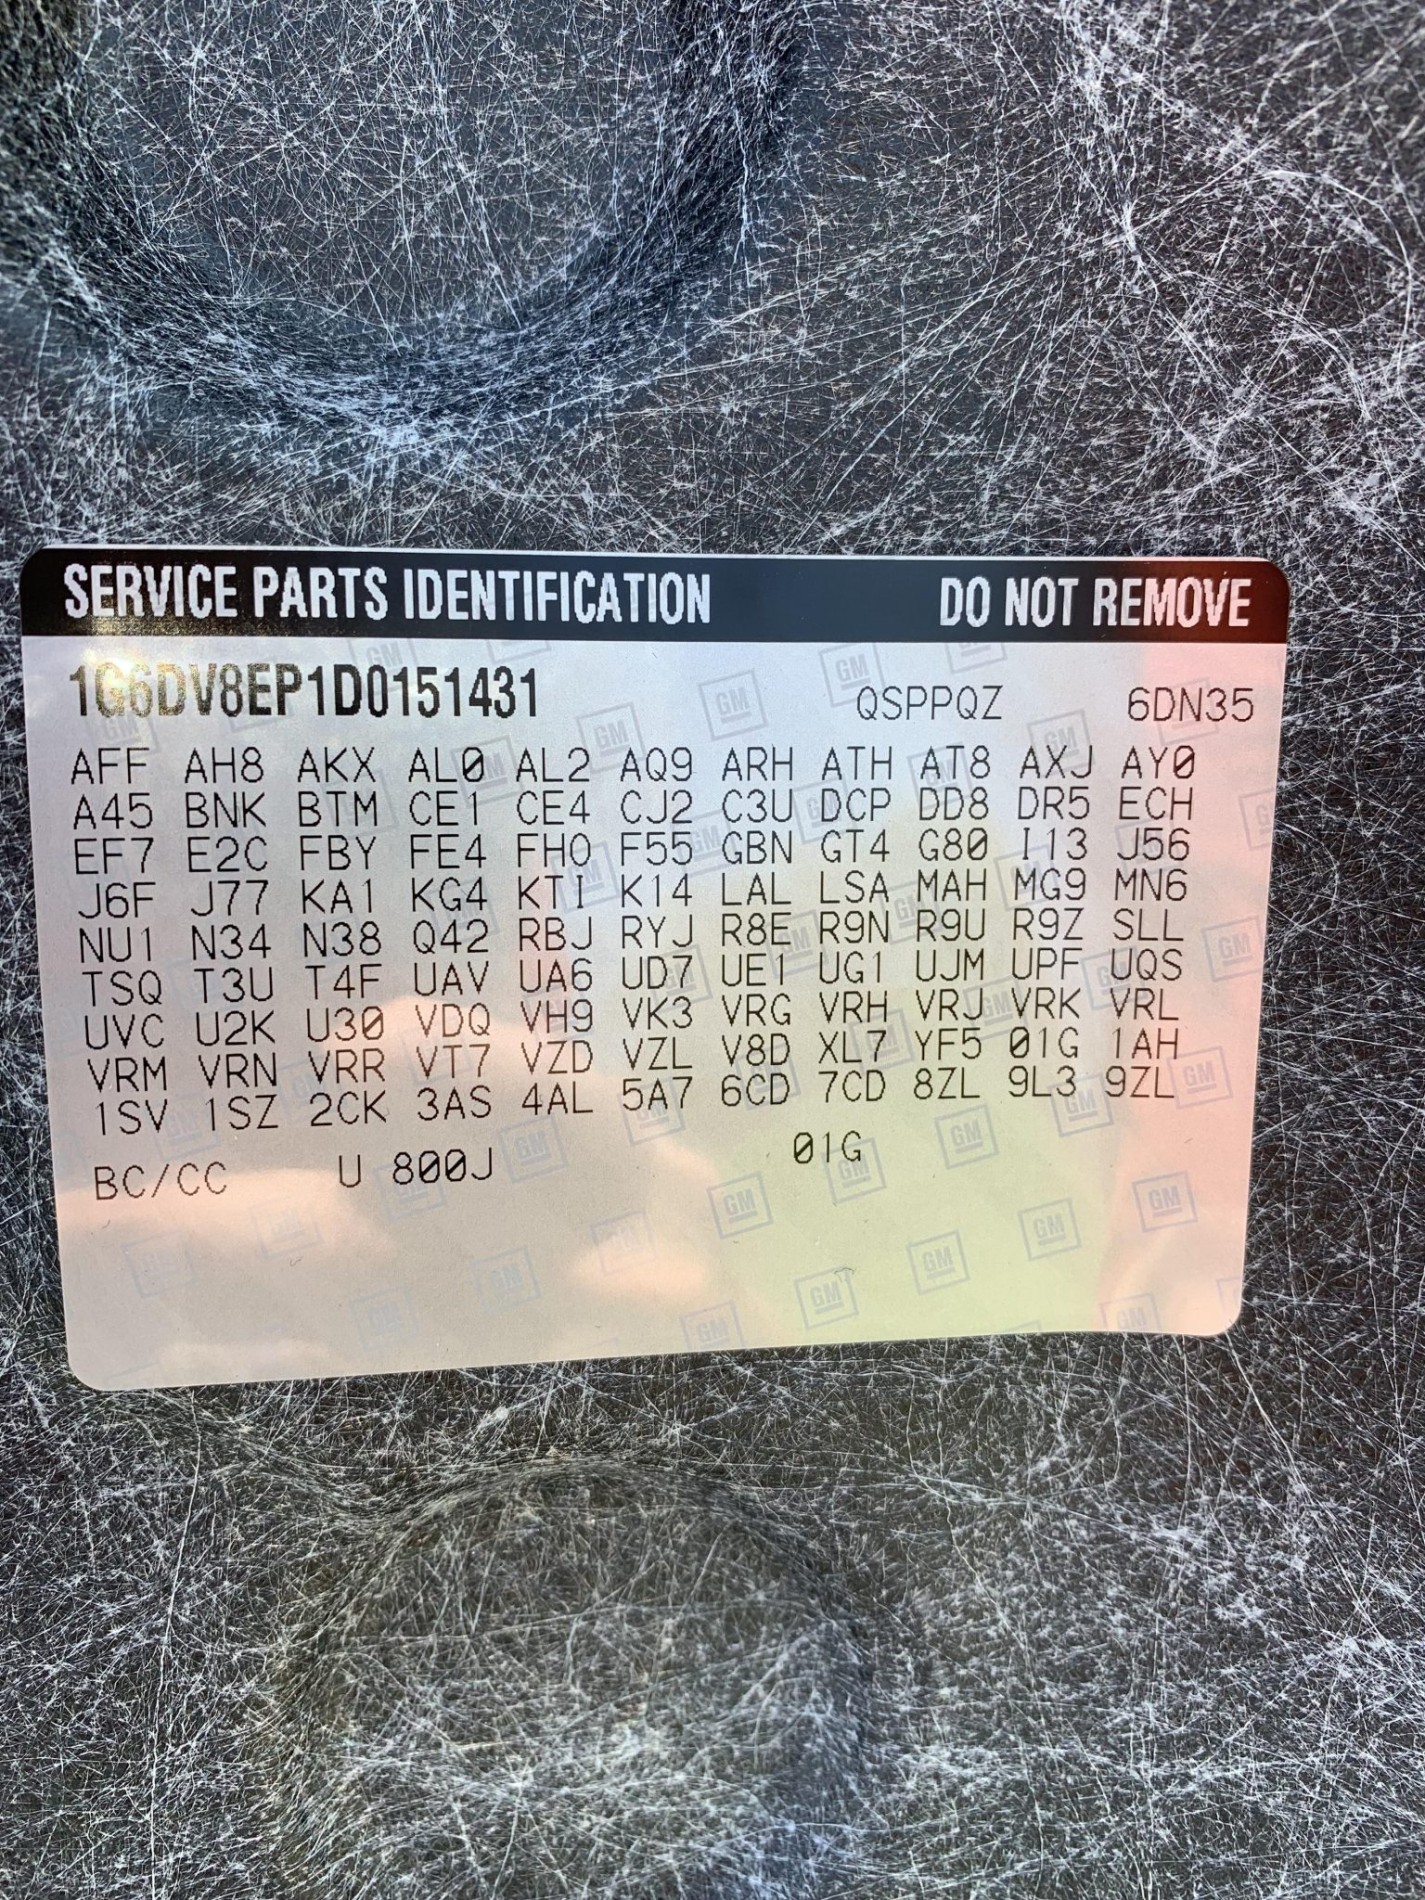 SERVICE PARTS IDENTIFICATION DO NOT REMOVE
1G6DV8EP1D0151431 QSPPQZ 6DN35
AFF AH8 AKX AL0 AL2 AQ9 ARH ATH AT8 AXJ AY0
A45 BNK BTM CE1 CE4 CJ2 C3U DCP DD8 DR5 ECH
EF7 E2C FBY FE4 FHO F55 GBN GT4 G80 I13 J56
J6F J77 KA1 KG4 KTI K14 LAL LSA MAH MG9 MN6
NU1 N34 N38 Q42 RBJ RYJ R8E R9N R9U R9Z SLL
TSQ T3U T4F UAV UA6 UD7 UE1 UG1 UJM UPF UQS
UVC U2K U30 VDQ VH9 VK3 VRG VRH VRJ VRK VRL
VRM VRN VRR VT7 VZD VZL V8D XL7 YF5 01G 1AH
1SV 1SZ 2CK 3AS 4AL 5A7 6CD 7CD 8ZL 9L3 9ZL
BC/CC U 800J 01G